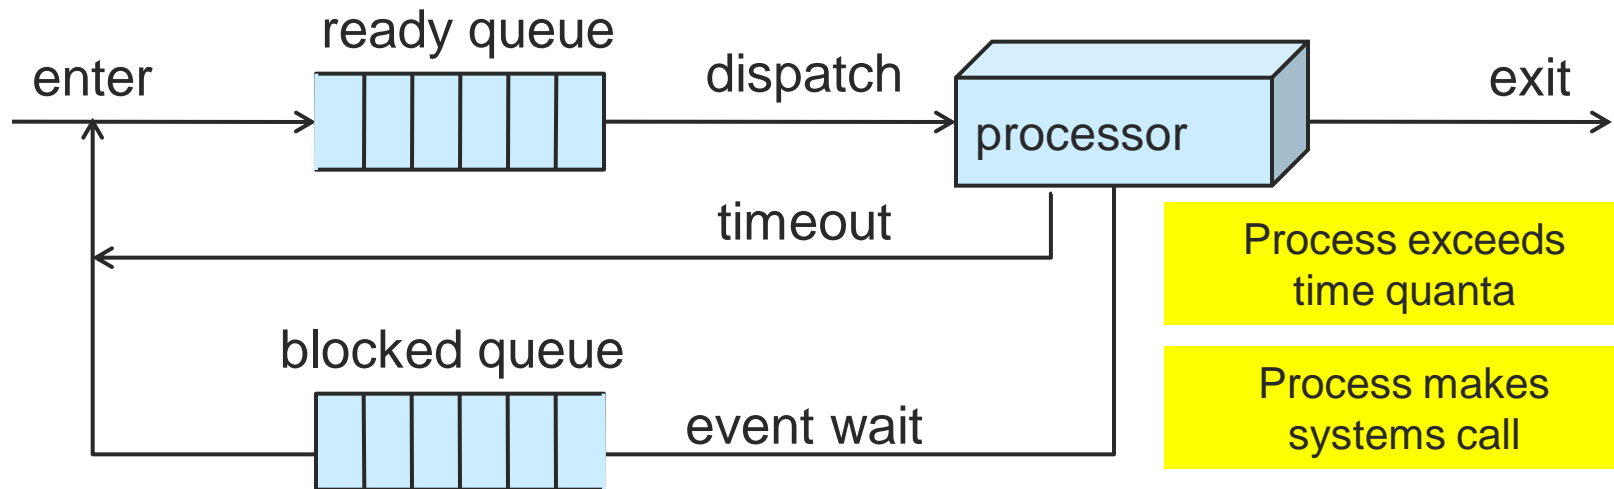 ready queue
enter
dispatch
exit
processor
timeout
Process exceeds
time quanta
blocked queue
Process makes
systems call
event wait